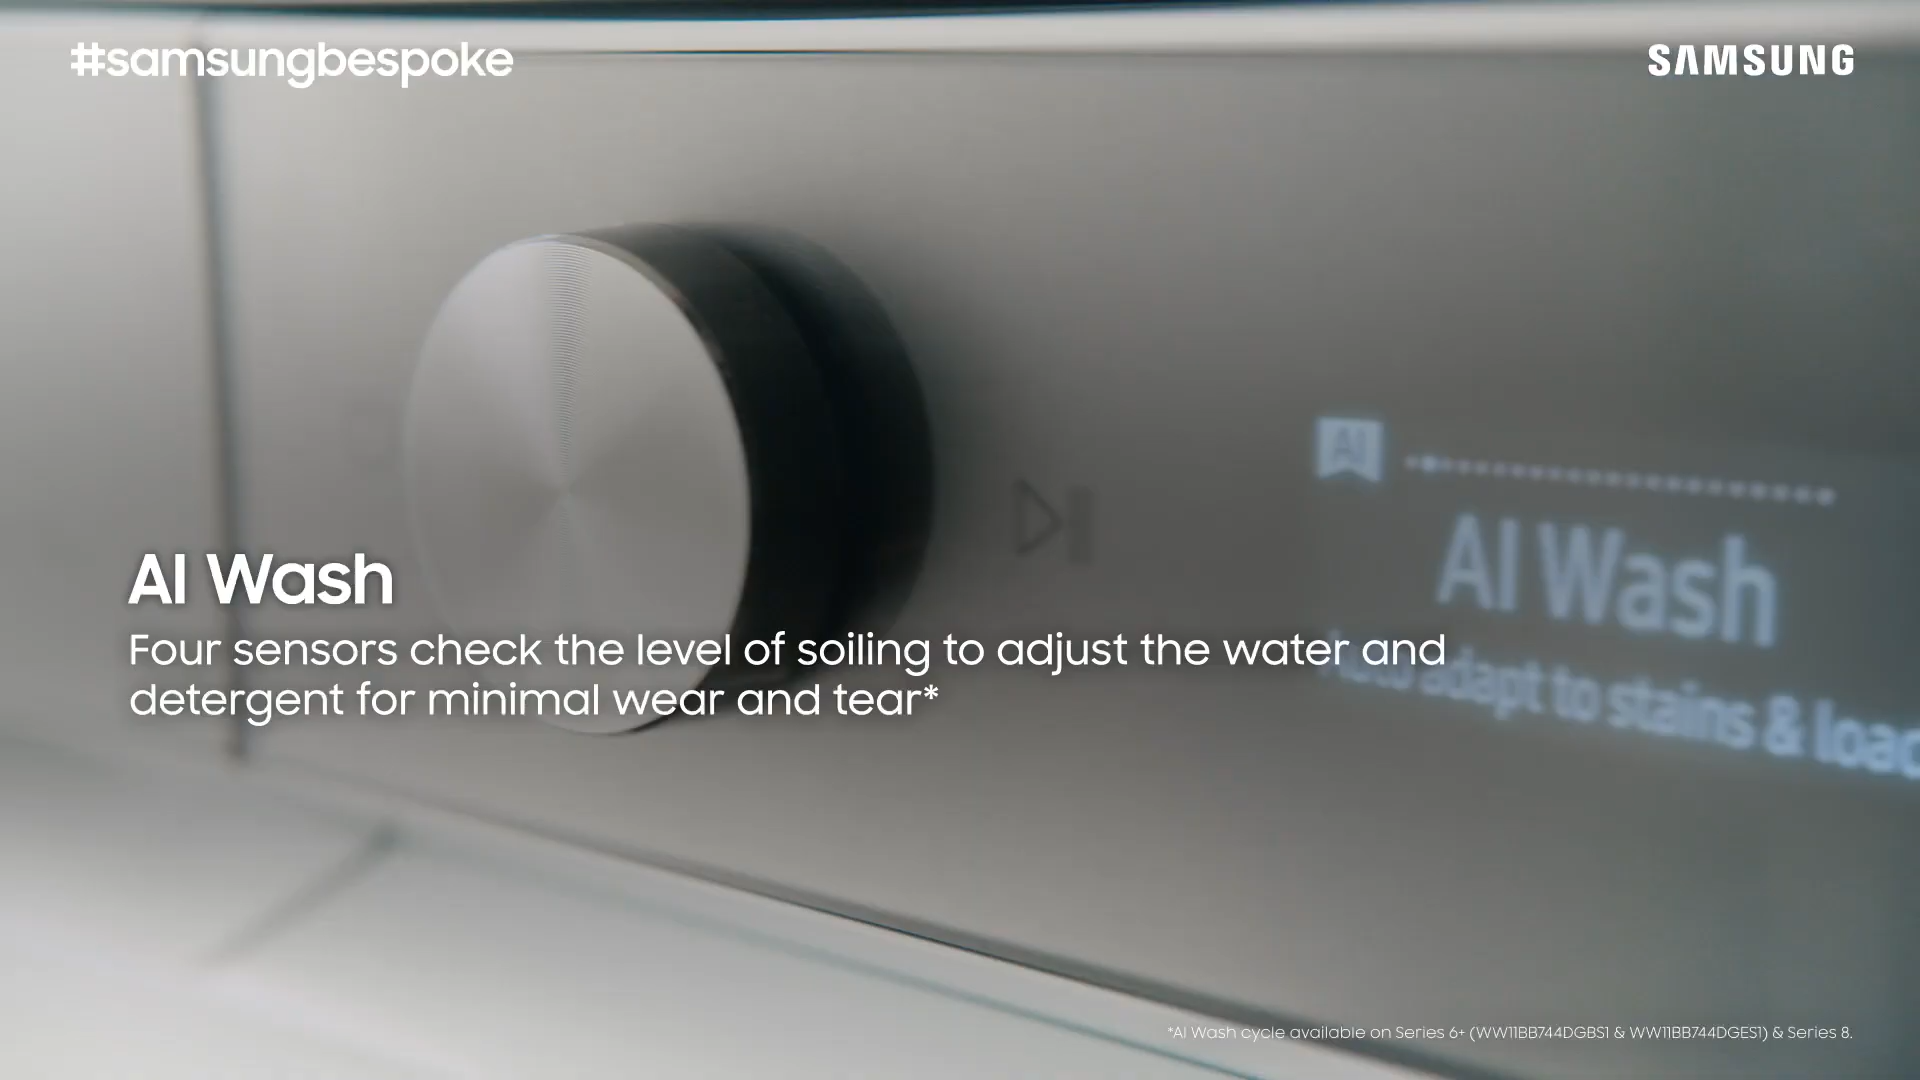 #samsungbespoke
SAMSUNG
AI
AI Wash
adapt to stains & load
AI Wash
Four sensors check the level of soiling to adjust the water and
detergent for minimal wear and tear*
*AI Wash cycle available on Series 6+ (WW11BB744DGBS1 & WW11BB744DGES1) & Series 8.